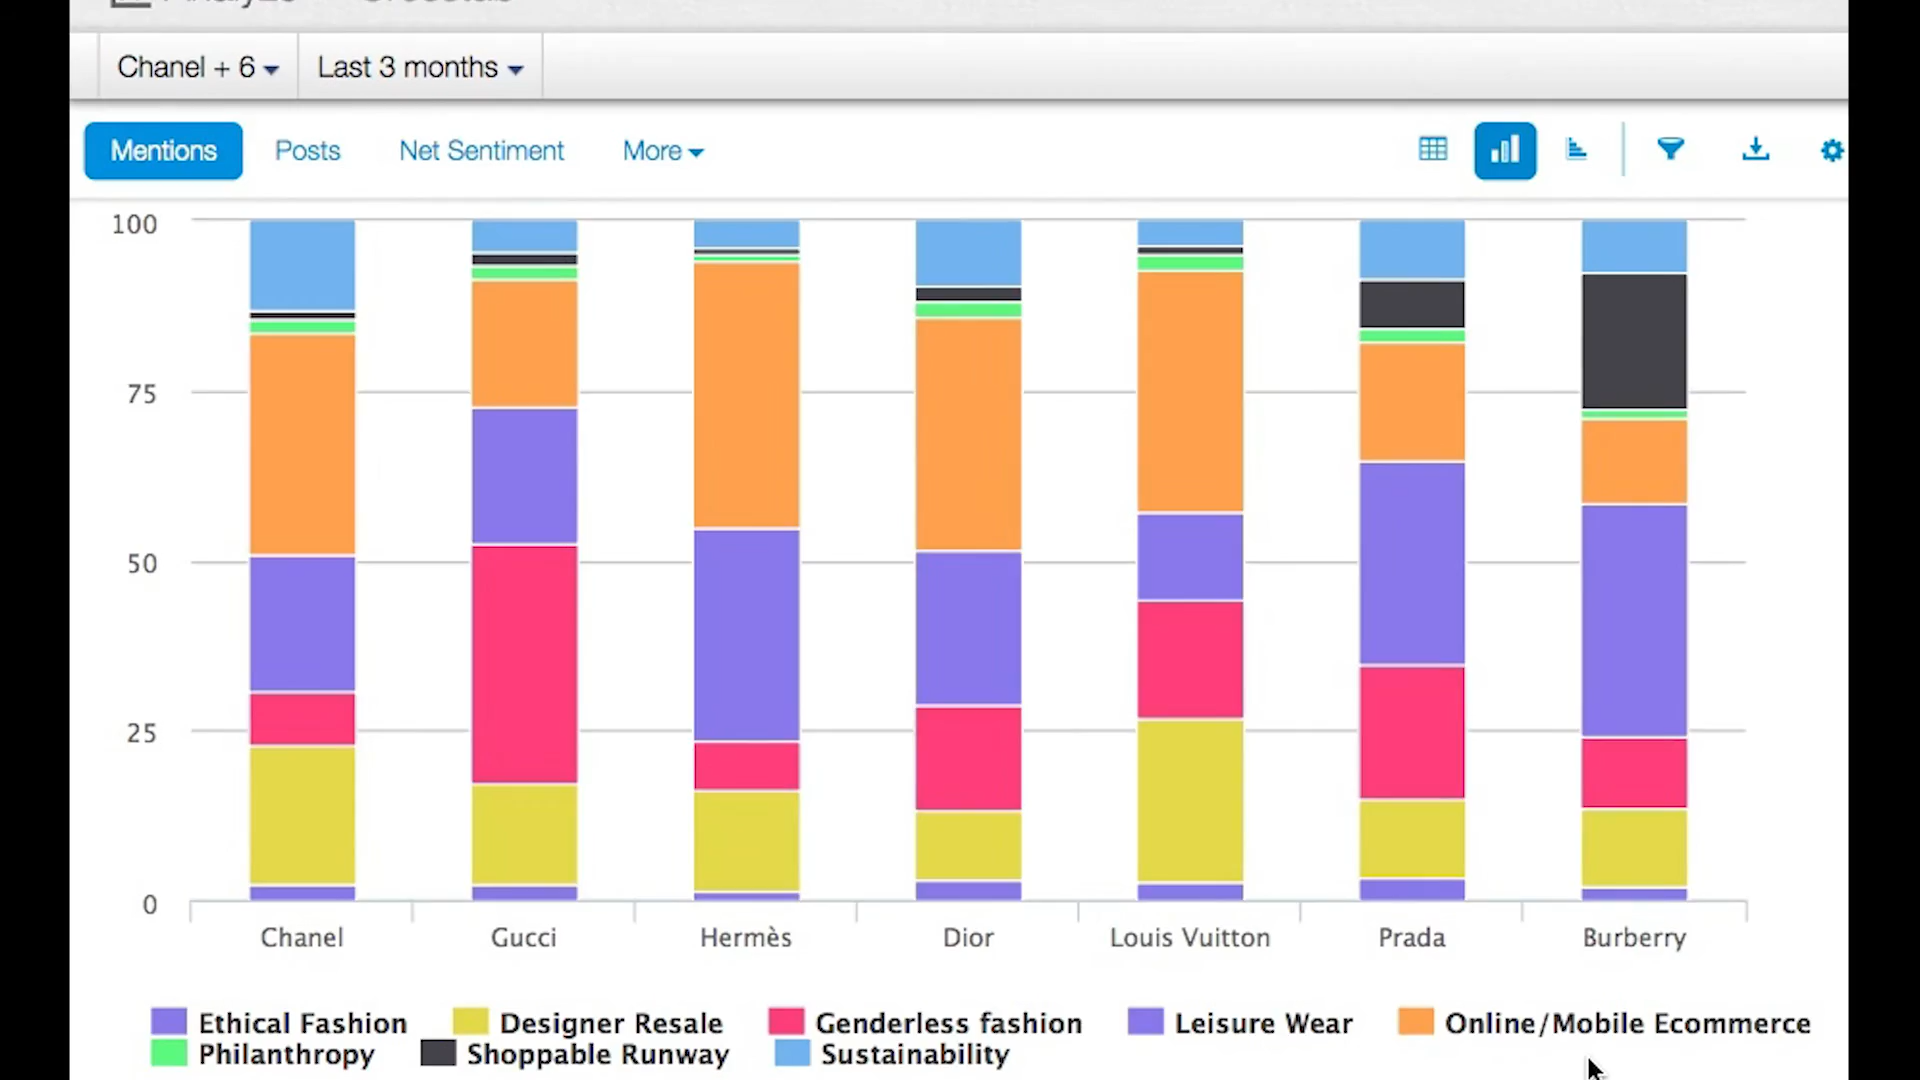 Chanel + 6 Last 3 months
Mentions Posts Net Sentiment More
100
75
50
25
0
Chanel Gucci Hermès Dior Louis Vuitton Prada Burberry
Ethical Fashion Designer Resale Genderless fashion Leisure Wear Online/Mobile Ecommerce
Philanthropy Shoppable Runway Sustainability